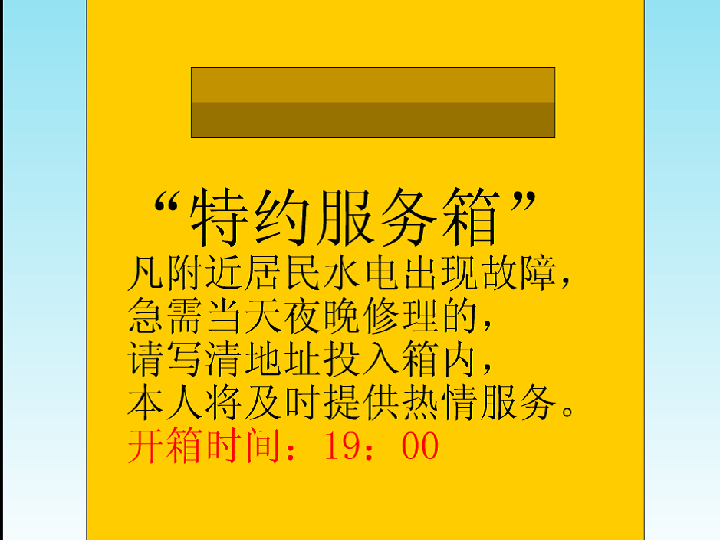 “特约服务箱”
凡附近居民水电出现故障，
急需当天夜晚修理的，
请写清地址投入箱内，
本人将及时提供热情服务。
开箱时间：19：00